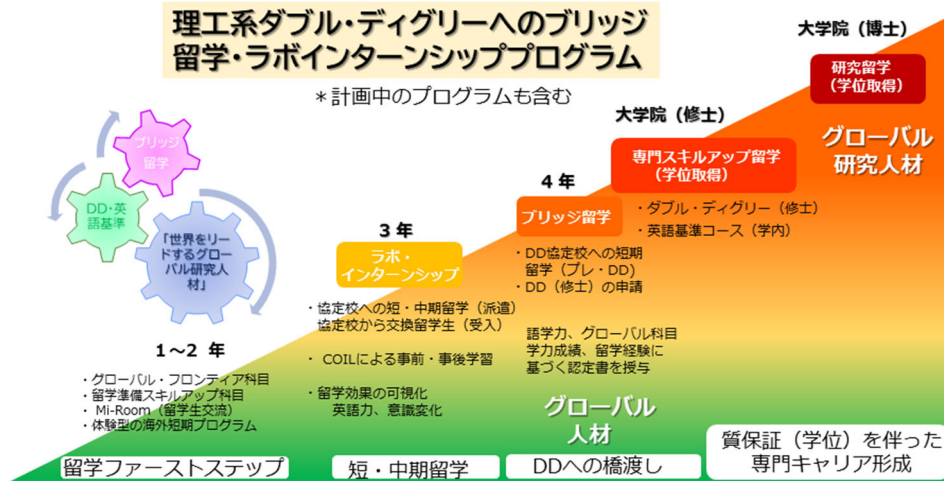 理工系ダブル・ディグリーへのブリッジ
留学・ラボインターンシッププログラム
＊計画中のプログラムも含む
ブリッジ
留学
DD・英
語基準
「世界をリー
ドするグロー
バル研究人
材」
1～2 年
・グローバル・フロンティア科目
・留学準備スキルアップ科目
・ Mi-Room（留学生交流）
・体験型の海外短期プログラム
留学ファーストステップ
3 年
ラボ・
インターンシップ
・協定校への短・中期留学（派遣）
協定校から交換留学生（受入）
・ COILによる事前・事後学習
・留学効果の可視化
英語力、意識変化
短・中期留学
4 年
ブリッジ留学
・DD協定校への短期
留学（プレ・DD)
・DD（修士）の申請
語学力、グローバル科目
学力成績、留学経験に
基づく認定書を授与
グローバル
人材
DDへの橋渡し
大学院（修士）
専門スキルアップ留学
（学位取得）
・ダブル・ディグリー（修士）
・英語基準コース（学内）
大学院（博士）
研究留学
（学位取得）
グローバル
研究人材
質保証（学位）を伴った
専門キャリア形成